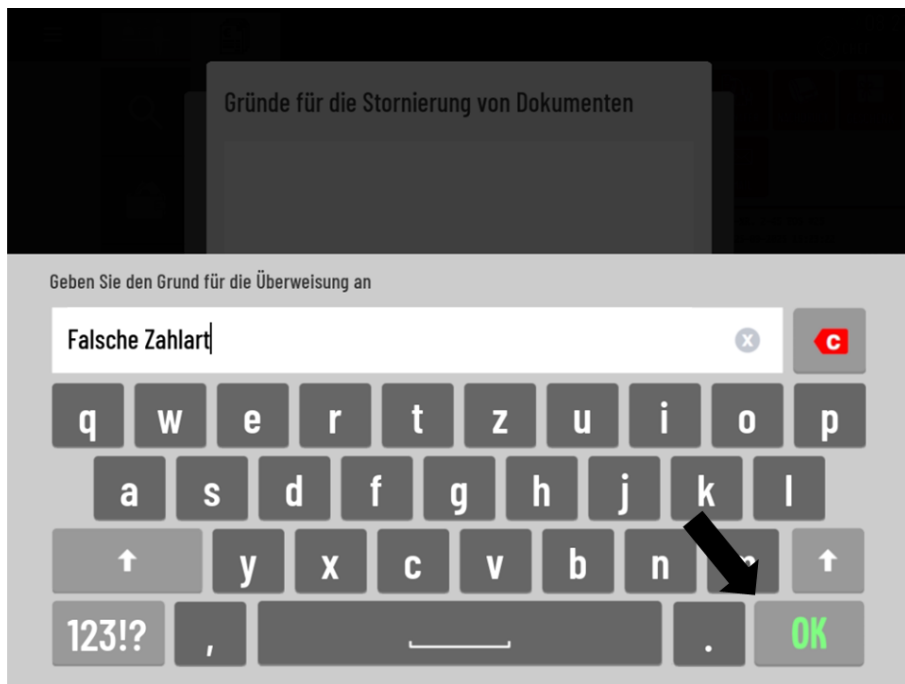 Gründe für die Stornierung von Dokumenten
Geben Sie den Grund für die Überweisung an
Falsche Zahlart
x
C
q w e r t z u i o p
a s d f g h j k l
y x c v b n
123!? , . OK